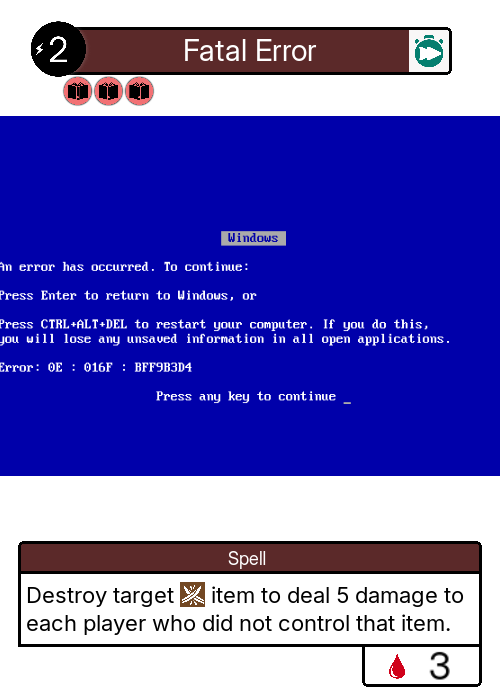 2
Fatal Error
Windows
An error has occurred. To continue:
Press Enter to return to Windows, or
Press CTRL+ALT+DEL to restart your computer. If you do this,
you will lose any unsaved information in all open applications.
Error: 0E : 016F : BFF9B3D4
Press any key to continue _
Spell
Destroy target item to deal 5 damage to
each player who did not control that item.
3